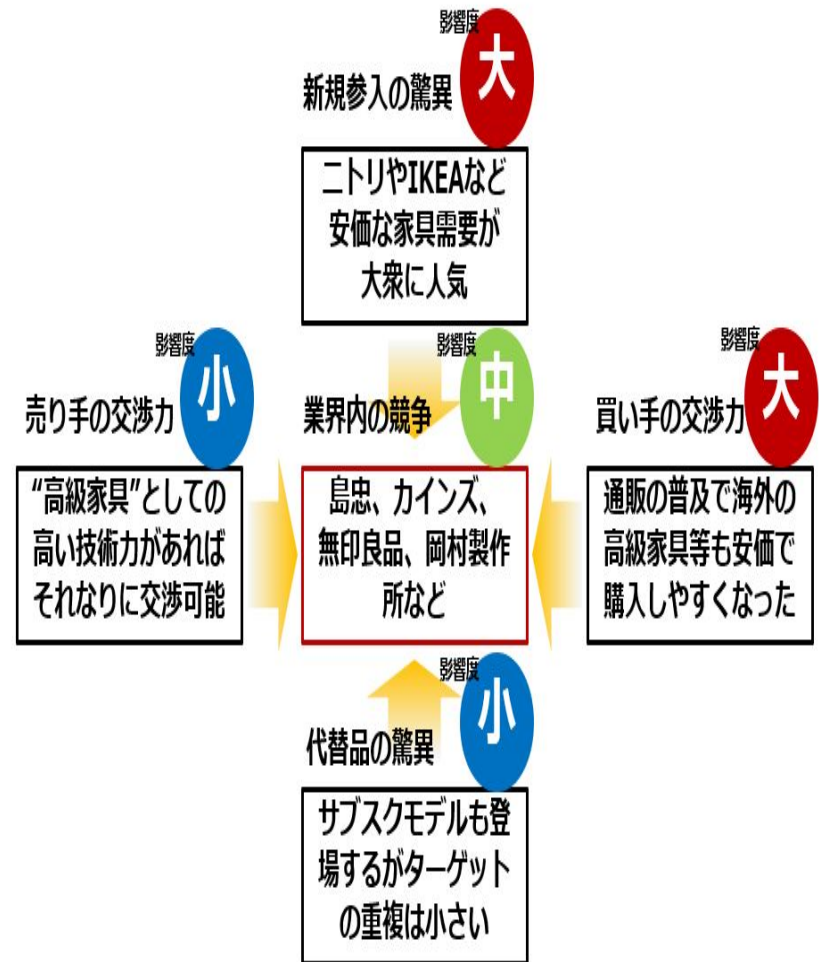 影響度
大
新規参入の驚異
ニトリやIKEAなど
安価な家具需要が
大衆に人気
影響度
小
売り手の交渉力
“高級家具”としての
高い技術力があれば
それなりに交渉可能
影響度
中
業界内の競争
島忠、カインズ、
無印良品、岡村製作
所など
影響度
大
買い手の交渉力
通販の普及で海外の
高級家具等も安価で
購入しやすくなった
影響度
小
代替品の驚異
サブスクモデルも登
場するがターゲット
の重複は小さい